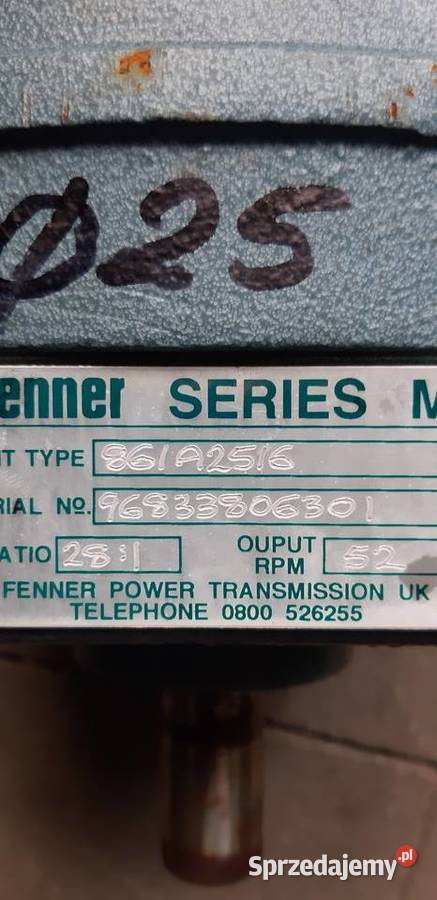 Ø25
enner SERIES M
IT TYPE 861A2516
RIAL No. 96833806301
ATIO 28:1 OUPUT RPM 52
FENNER POWER TRANSMISSION UK
TELEPHONE 0800 526255
Sprzedajemy.pl